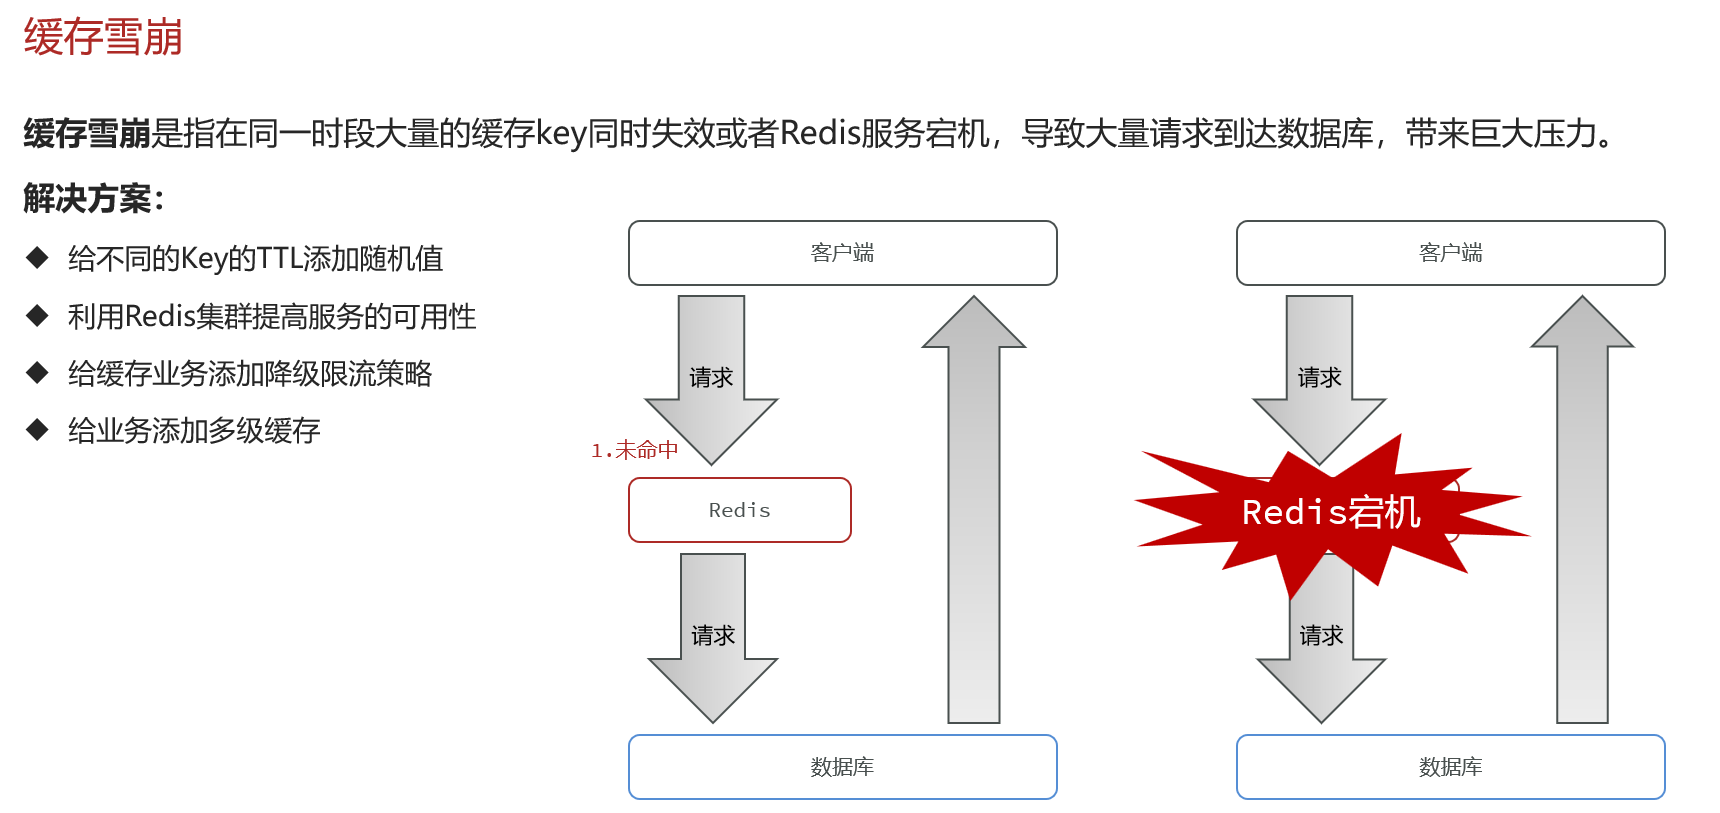 缓存雪崩
缓存雪崩是指在同一时段大量的缓存key同时失效或者Redis服务宕机，导致大量请求到达数据库，带来巨大压力。
解决方案：
◆ 给不同的Key的TTL添加随机值
◆ 利用Redis集群提高服务的可用性
◆ 给缓存业务添加降级限流策略
◆ 给业务添加多级缓存
客户端
请求
1.未命中
Redis
请求
数据库
客户端
请求
Redis宕机
请求
数据库